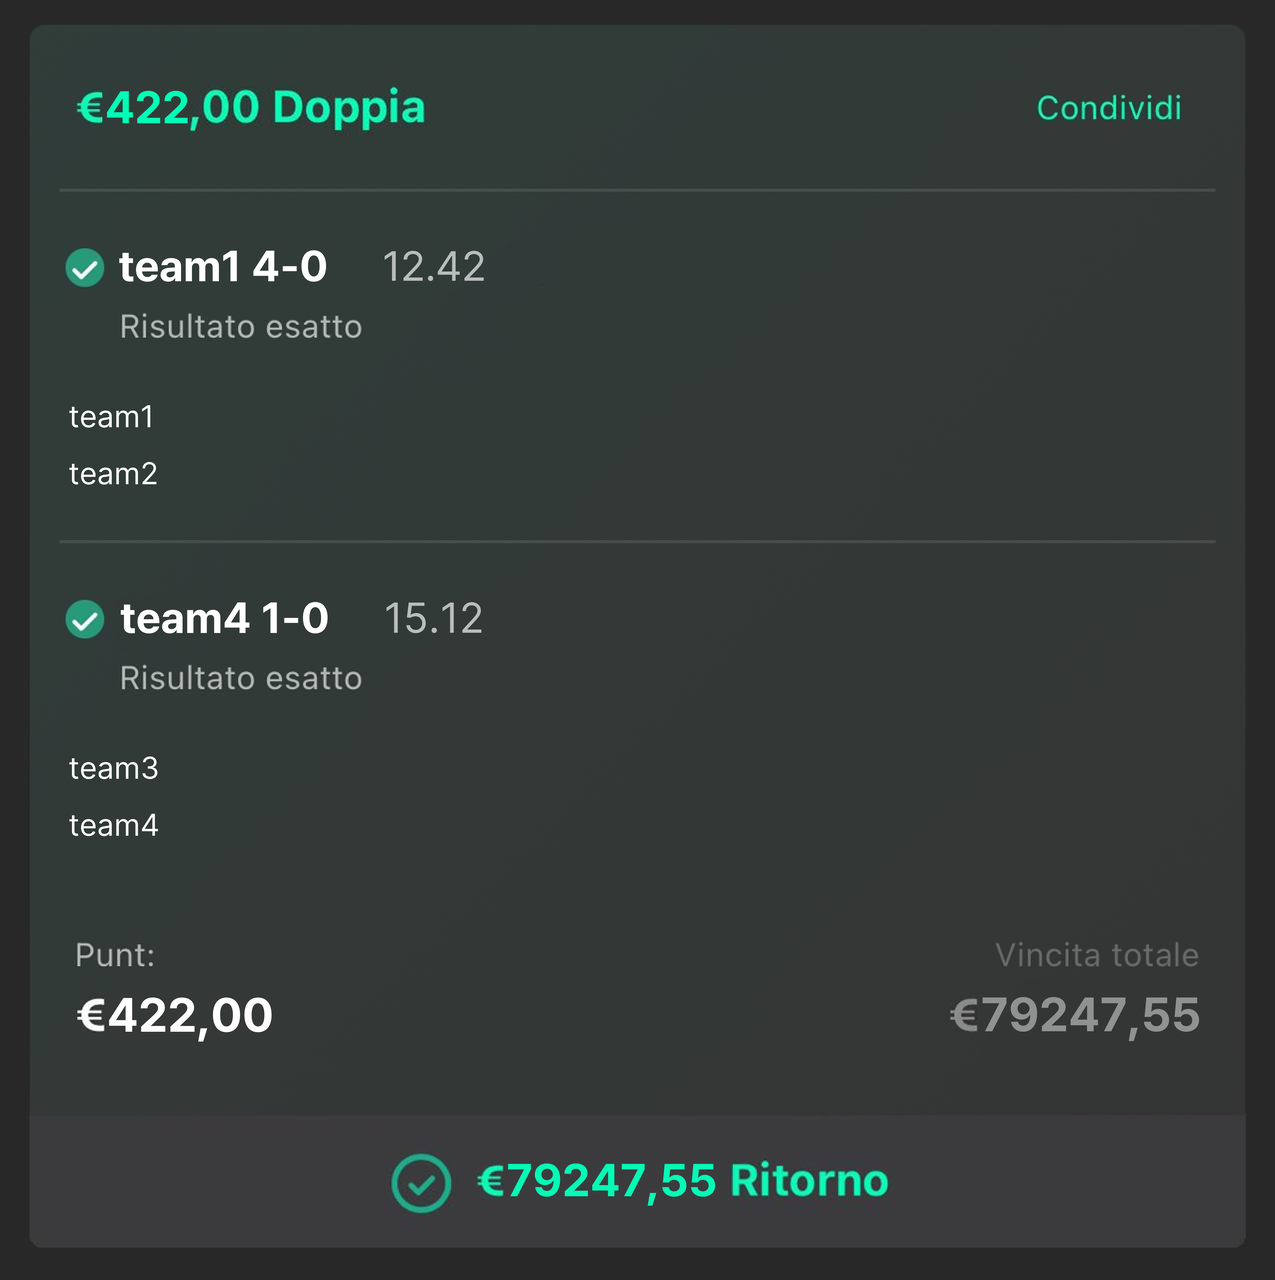 €422,00 Doppia Condividi
team1 4-0 12.42
Risultato esatto
team1
team2
team4 1-0 15.12
Risultato esatto
team3
team4
Punt: Vincita totale
€422,00 €79247,55
€79247,55 Ritorno